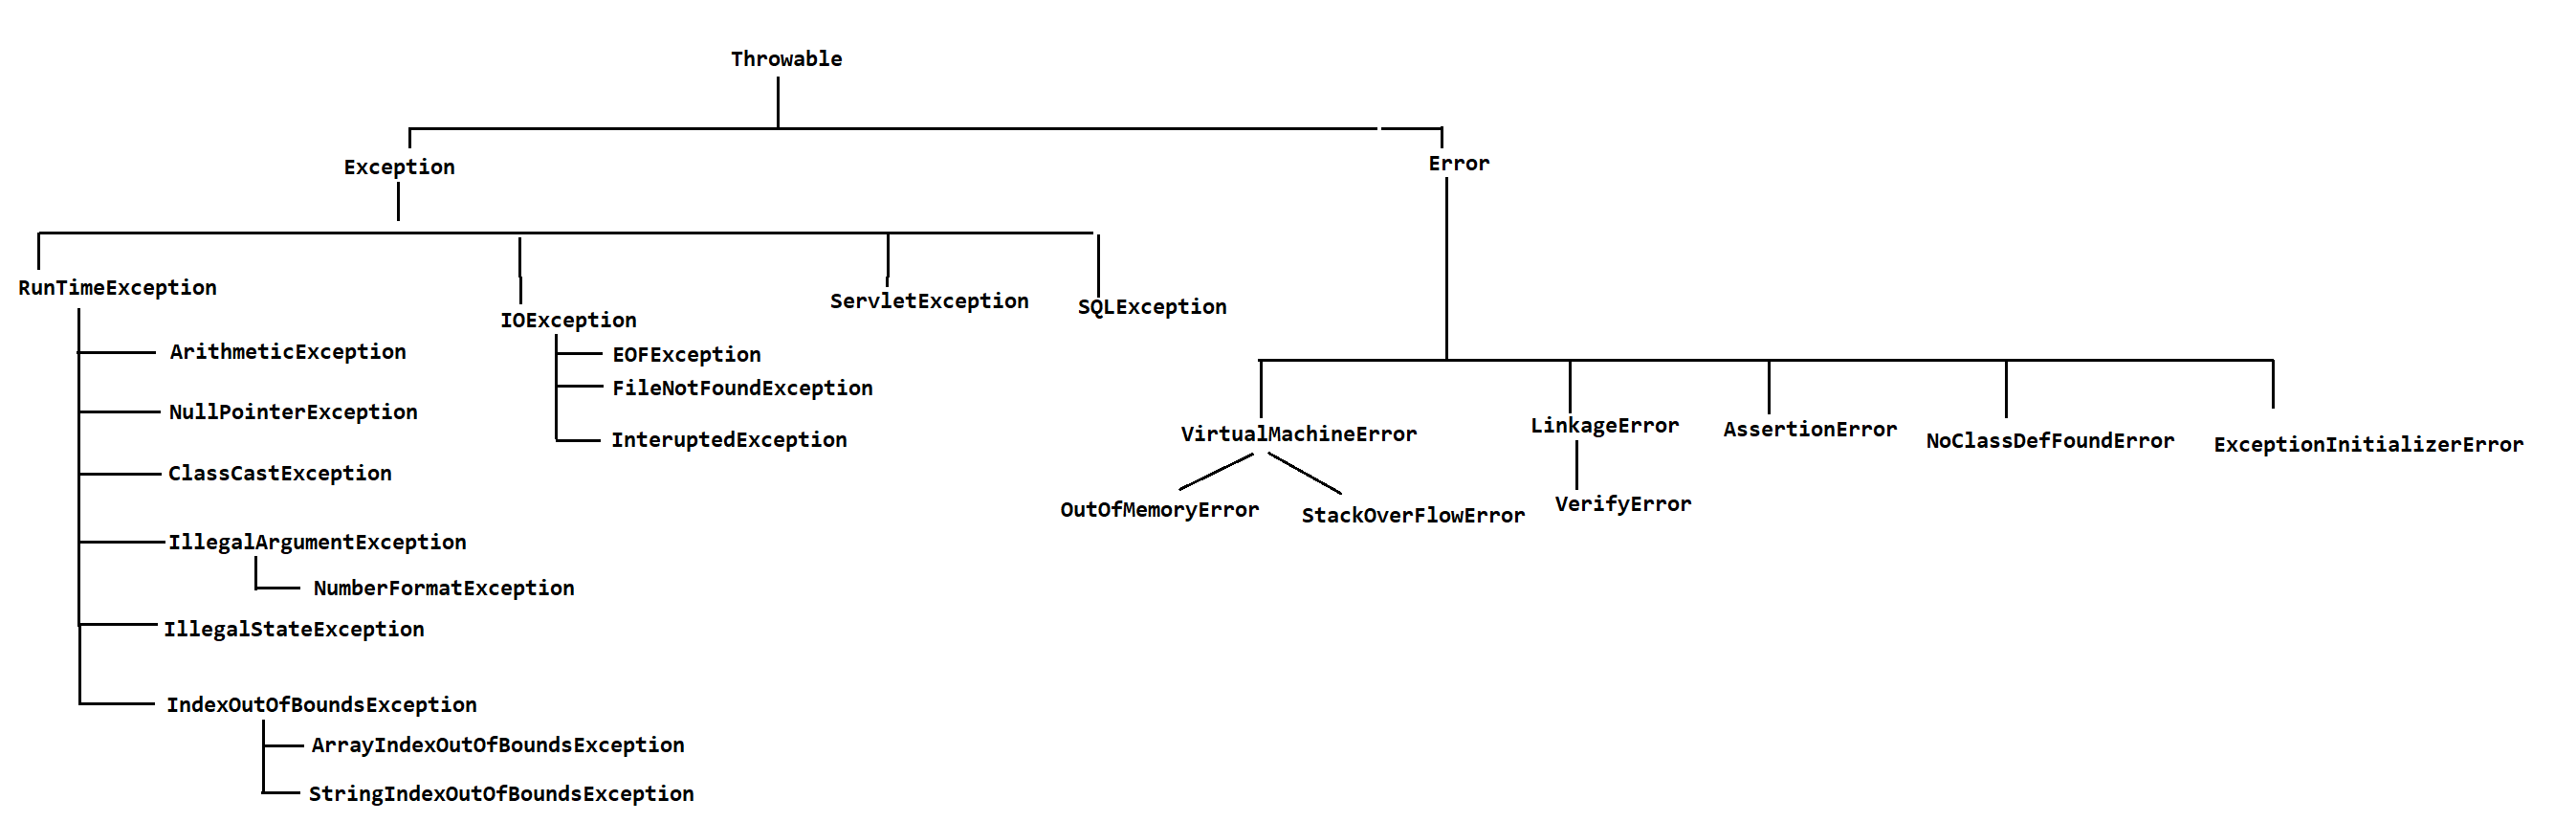 Throwable
Exception
Error
RunTimeException
IOException
ServletException
SQLException
ArithmeticException
EOFException
NullPointerException
FileNotFoundException
InteruptedException
ClassCastException
IllegalArgumentException
NumberFormatException
IllegalStateException
IndexOutOfBoundsException
ArrayIndexOutOfBoundsException
StringIndexOutOfBoundsException
VirtualMachineError
LinkageError
AssertionError
NoClassDefFoundError
ExceptionInitializerError
OutOfMemoryError
StackOverFlowError
VerifyError